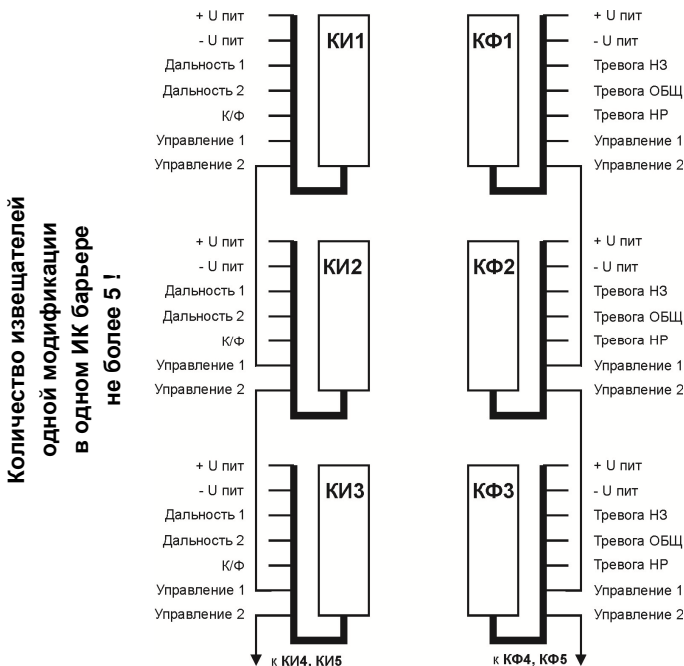 Количество извещателей
одной модификации
в одном ИК барьере
не более 5 !
+ U пит
- U пит
Дальность 1
Дальность 2
К/Ф
Управление 1
Управление 2
КИ1
КФ1
+ U пит
- U пит
Тревога НЗ
Тревога ОБЩ
Тревога НР
Управление 1
Управление 2
+ U пит
- U пит
Дальность 1
Дальность 2
К/Ф
Управление 1
Управление 2
КИ2
КФ2
+ U пит
- U пит
Тревога НЗ
Тревога ОБЩ
Тревога НР
Управление 1
Управление 2
+ U пит
- U пит
Дальность 1
Дальность 2
К/Ф
Управление 1
Управление 2
КИ3
КФ3
+ U пит
- U пит
Тревога НЗ
Тревога ОБЩ
Тревога НР
Управление 1
Управление 2
к КИ4, КИ5
к КФ4, КФ5